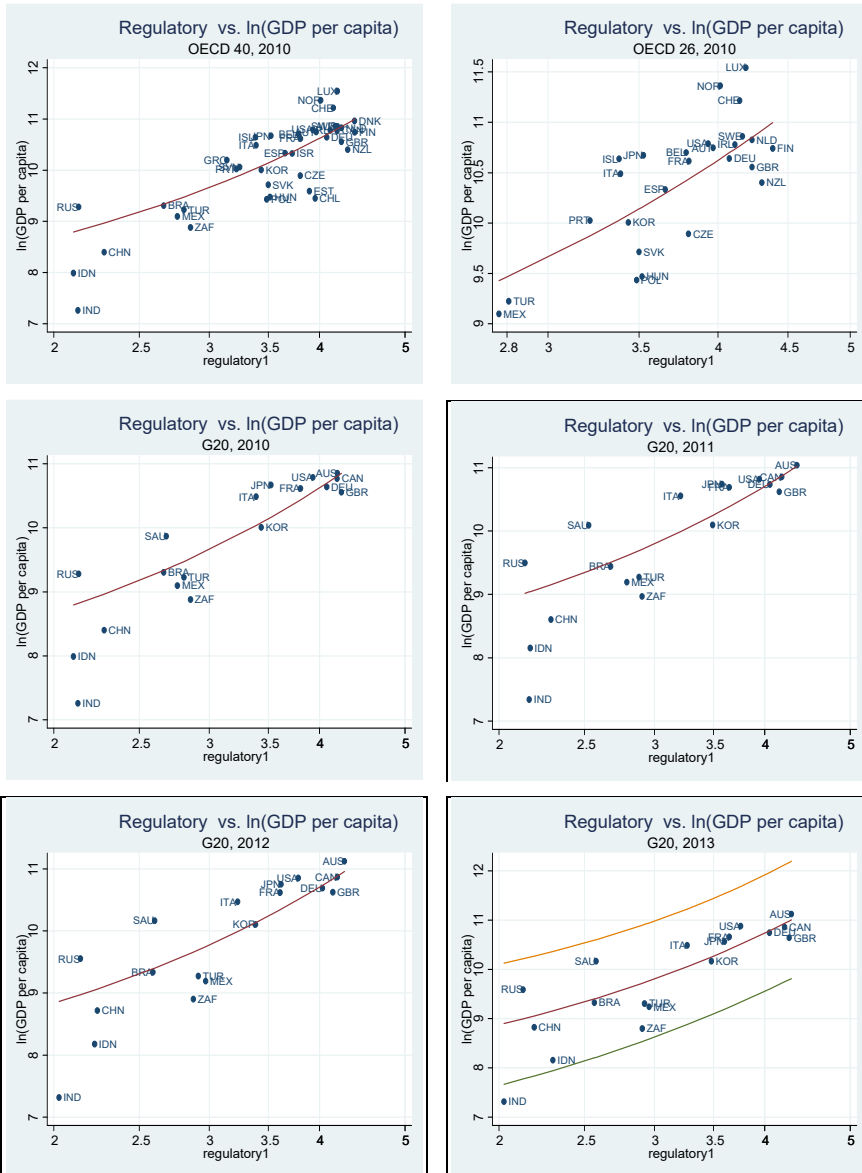 Regulatory vs. ln(GDP per capita)
OECD 40, 2010
ln(GDP per capita)
12
11
10
9
8
7
LUX
NOR
CHE
DNK
FIN
GBR
NZL
DEU
FRA
ISL
JPN
ITA
ESP
ISR
GRC
KOR
CZE
SVK
EST
CHL
HUN
POL
RUS
BRA
TUR
MEX
ZAF
CHN
IDN
IND
2 2.5 3 3.5 4 5
regulatory1
Regulatory vs. ln(GDP per capita)
OECD 26, 2010
ln(GDP per capita)
11.5
11
10.5
10
9.5
9
LUX
NOR
CHE
SWE
NLD
USA
IRL
AUT
FIN
BEL
JPN
ISL
FRA
DEU
GBR
ITA
NZL
ESP
PRT
KOR
CZE
SVK
HUN
POL
TUR
MEX
2.8 3 3.5 4 4.5 5
regulatory1
Regulatory vs. ln(GDP per capita)
G20, 2010
ln(GDP per capita)
11
10
9
8
7
AUS
USA
CAN
JPN
FRA
DEU
GBR
ITA
KOR
SAU
RUS
BRA
TUR
MEX
ZAF
CHN
IDN
IND
2 2.5 3 3.5 4 5
regulatory1
Regulatory vs. ln(GDP per capita)
G20, 2011
ln(GDP per capita)
11
10
9
8
7
AUS
CAN
USA
JPN
FRA
DEU
GBR
ITA
KOR
SAU
RUS
BRA
TUR
MEX
ZAF
CHN
IDN
IND
2 2.5 3 3.5 4 5
regulatory1
Regulatory vs. ln(GDP per capita)
G20, 2012
ln(GDP per capita)
11
10
9
8
7
AUS
USA
CAN
JPN
FRA
DEU
GBR
ITA
SAU
KOR
RUS
BRA
TUR
MEX
ZAF
CHN
IDN
IND
2 2.5 3 3.5 4 5
regulatory1
Regulatory vs. ln(GDP per capita)
G20, 2013
ln(GDP per capita)
12
11
10
9
8
7
AUS
USA
CAN
DEU
GBR
FRA
JPN
ITA
SAU
KOR
RUS
BRA
TUR
MEX
CHN
ZAF
IDN
IND
2 2.5 3 3.5 4 5
regulatory1